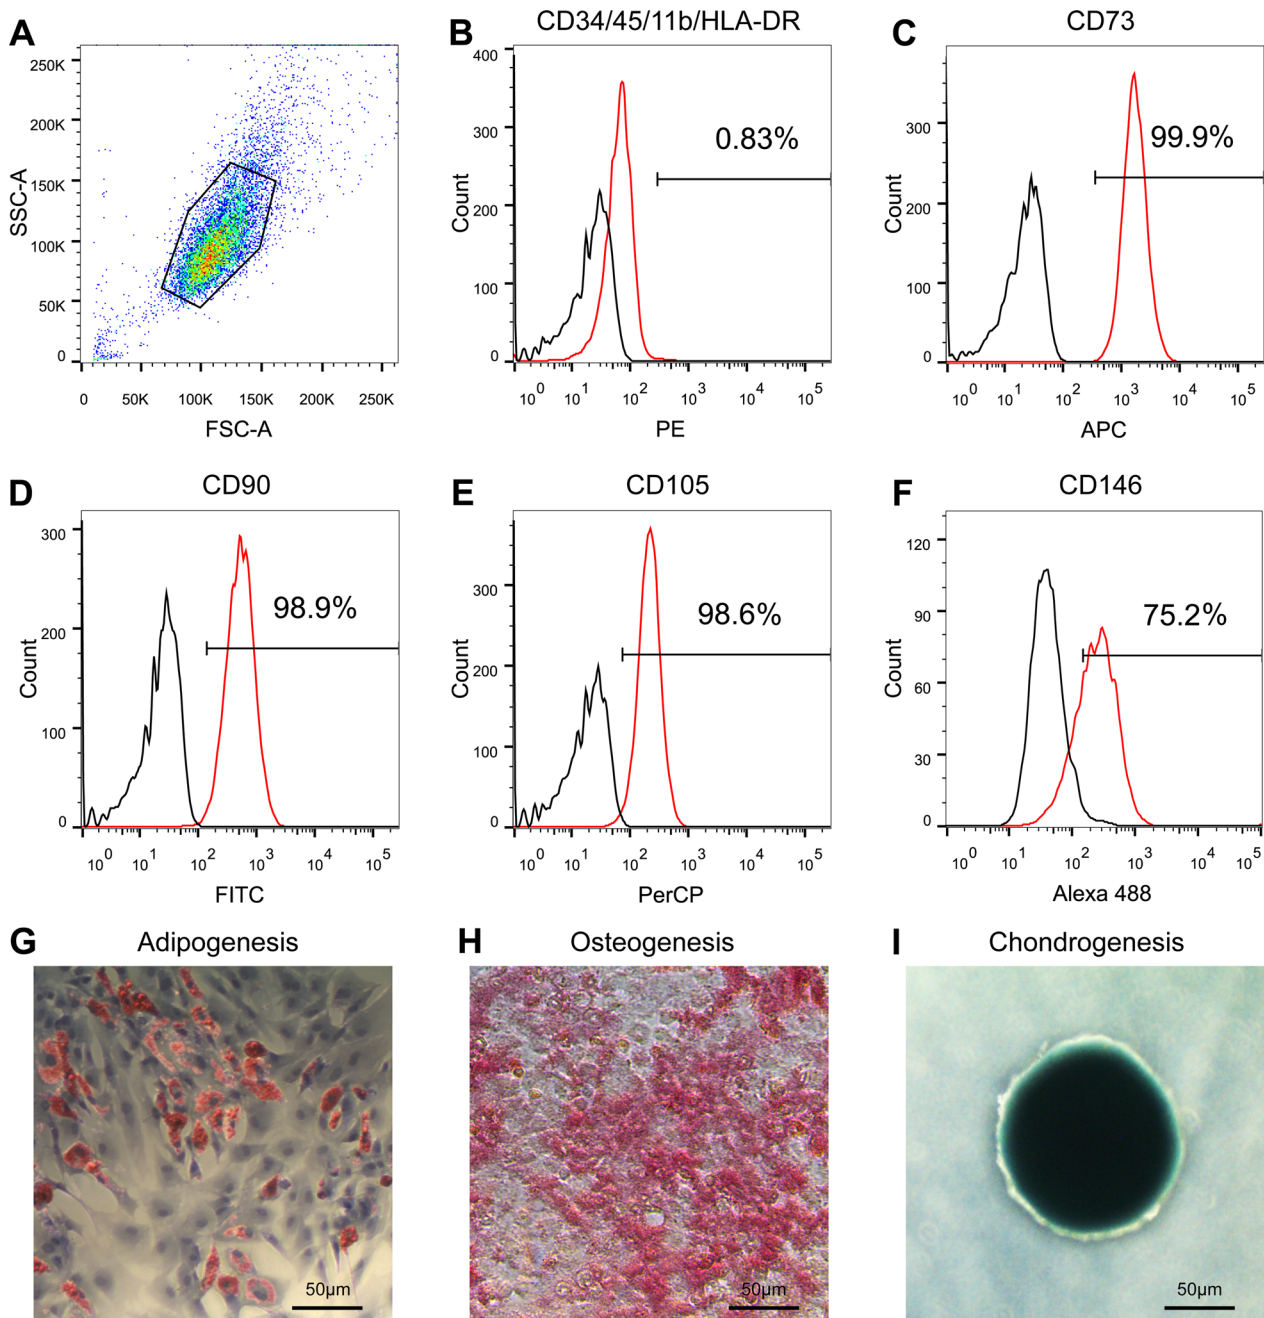 A
250K
200K
150K
100K
50K
0
SSC-A
0 50K 100K 150K 200K 250K
FSC-A
B
CD34/45/11b/HLA-DR
400
300
200
100
0
Count
0.83%
10^0 10^1 10^2 10^3 10^4 10^5
PE
C
CD73
300
200
100
0
Count
99.9%
10^0 10^1 10^2 10^3 10^4 10^5
APC
D
CD90
300
200
100
0
Count
98.9%
10^0 10^1 10^2 10^3 10^4 10^5
FITC
E
CD105
300
200
100
0
Count
98.6%
10^0 10^1 10^2 10^3 10^4 10^5
PerCP
F
CD146
120
90
60
30
0
Count
75.2%
10^0 10^1 10^2 10^3 10^4 10^5
Alexa 488
G
Adipogenesis
50μm
H
Osteogenesis
50μm
I
Chondrogenesis
50μm